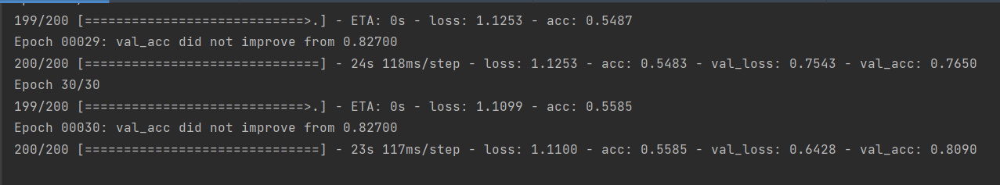 199/200 [============================>.] - ETA: 0s - loss: 1.1253 - acc: 0.5487
Epoch 00029: val_acc did not improve from 0.82700
200/200 [==============================] - 24s 118ms/step - loss: 1.1253 - acc: 0.5483 - val_loss: 0.7543 - val_acc: 0.7650
Epoch 30/30
199/200 [============================>.] - ETA: 0s - loss: 1.1099 - acc: 0.5585
Epoch 00030: val_acc did not improve from 0.82700
200/200 [==============================] - 23s 117ms/step - loss: 1.1100 - acc: 0.5585 - val_loss: 0.6428 - val_acc: 0.8090